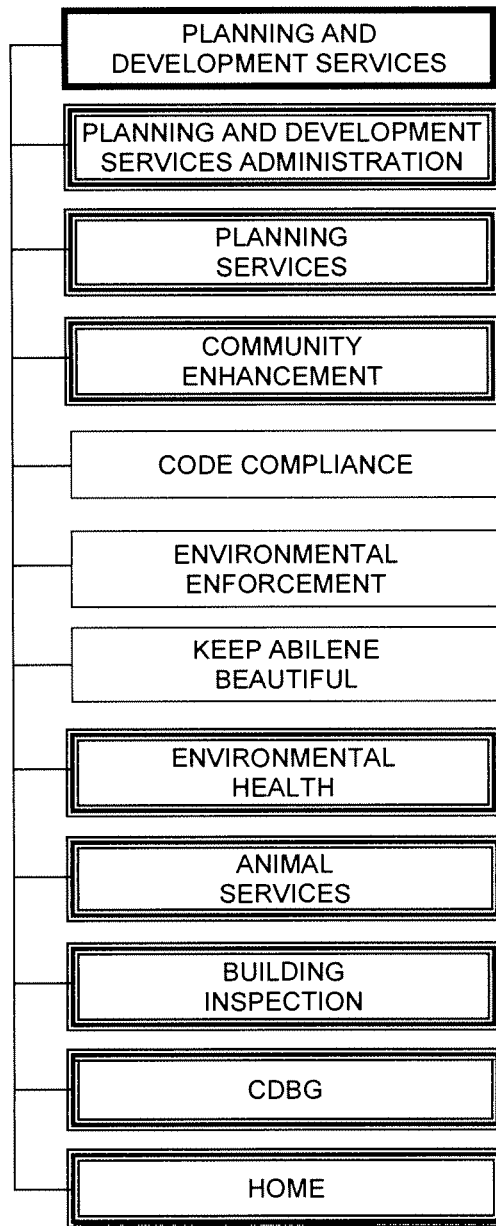 PLANNING AND
DEVELOPMENT SERVICES
PLANNING AND DEVELOPMENT
SERVICES ADMINISTRATION
PLANNING
SERVICES
COMMUNITY
ENHANCEMENT
CODE COMPLIANCE
ENVIRONMENTAL
ENFORCEMENT
KEEP ABILENE
BEAUTIFUL
ENVIRONMENTAL
HEALTH
ANIMAL
SERVICES
BUILDING
INSPECTION
CDBG
HOME